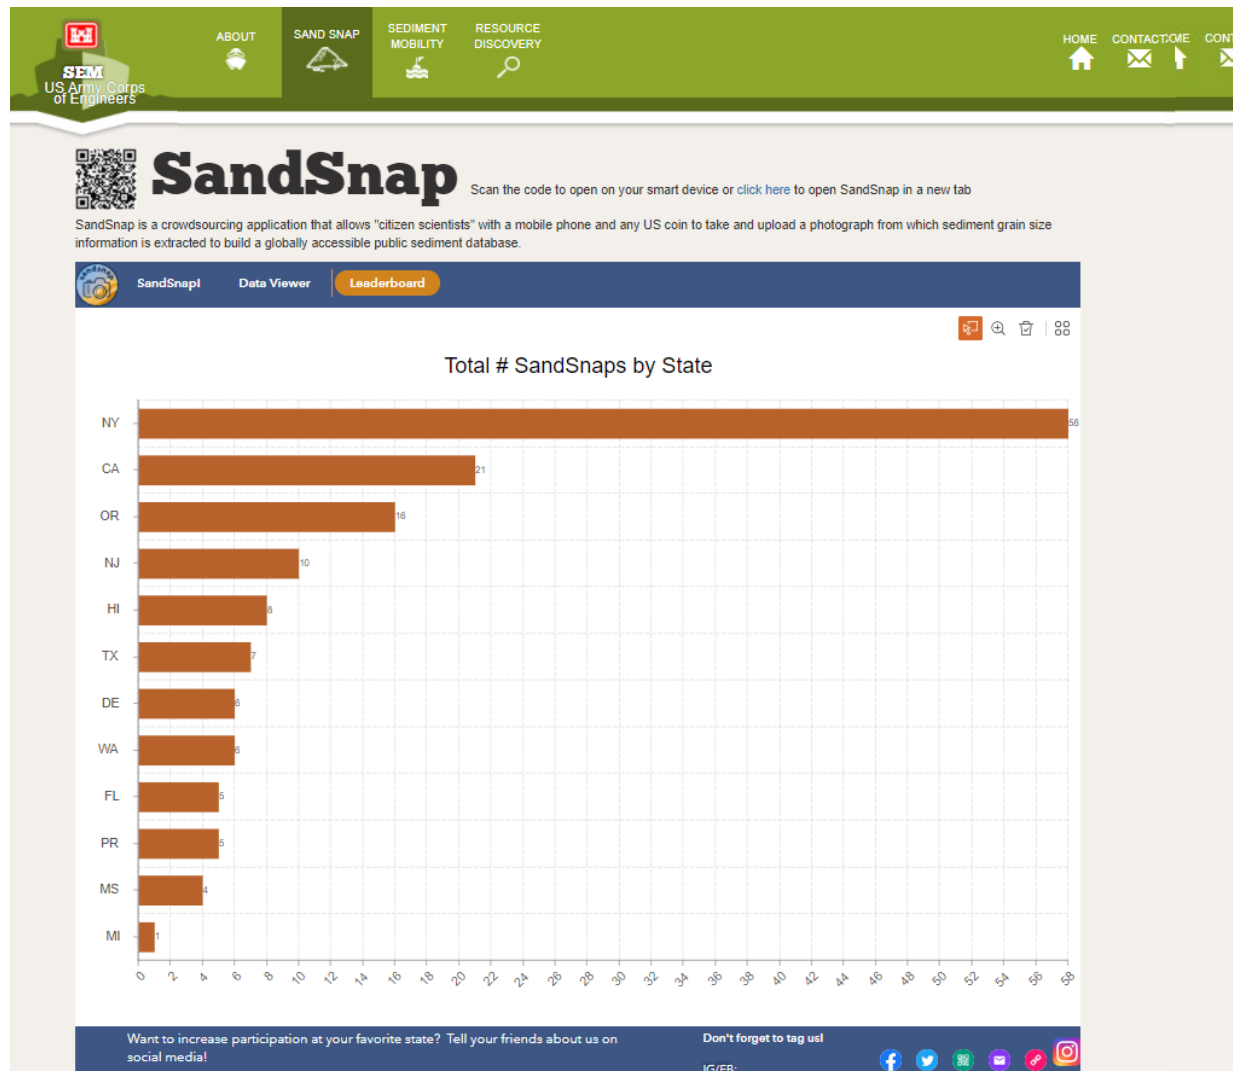 SEM
US Army Corps
of Engineers
ABOUT
SAND SNAP
SEDIMENT
MOBILITY
RESOURCE
DISCOVERY
HOME
CONTACT
OME
CONT
SandSnap
Scan the code to open on your smart device or click here to open SandSnap in a new tab
SandSnap is a crowdsourcing application that allows "citizen scientists" with a mobile phone and any US coin to take and upload a photograph from which sediment grain size
information is extracted to build a globally accessible public sediment database.
sandsnap
SandSnap!
Data Viewer
Leaderboard
Total # SandSnaps by State
NY 58
CA 21
OR 16
NJ 10
HI 8
TX 7
DE 6
WA 6
FL 5
PR 5
MS 4
MI 1
0 2 4 6 8 10 12 14 16 18 20 22 24 26 28 30 32 34 36 38 40 42 44 46 48 50 52 54 56 58
Want to increase participation at your favorite state? Tell your friends about us on
social media!
Don't forget to tag us!
IG/FB: